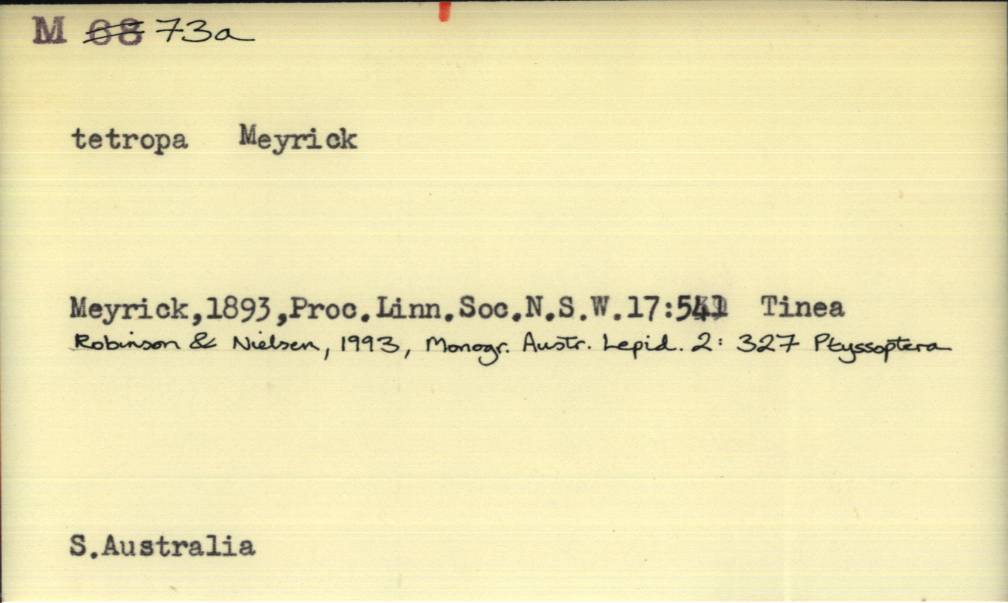 M 68 73a
tetropa Meyrick
Meyrick,1893,Proc.Linn.Soc.N.S.W.17:541 Tinea
Robinson & Nielsen, 1993, Monogr. Austr. Lepid. 2: 327 Ptyssoptera
S.Australia